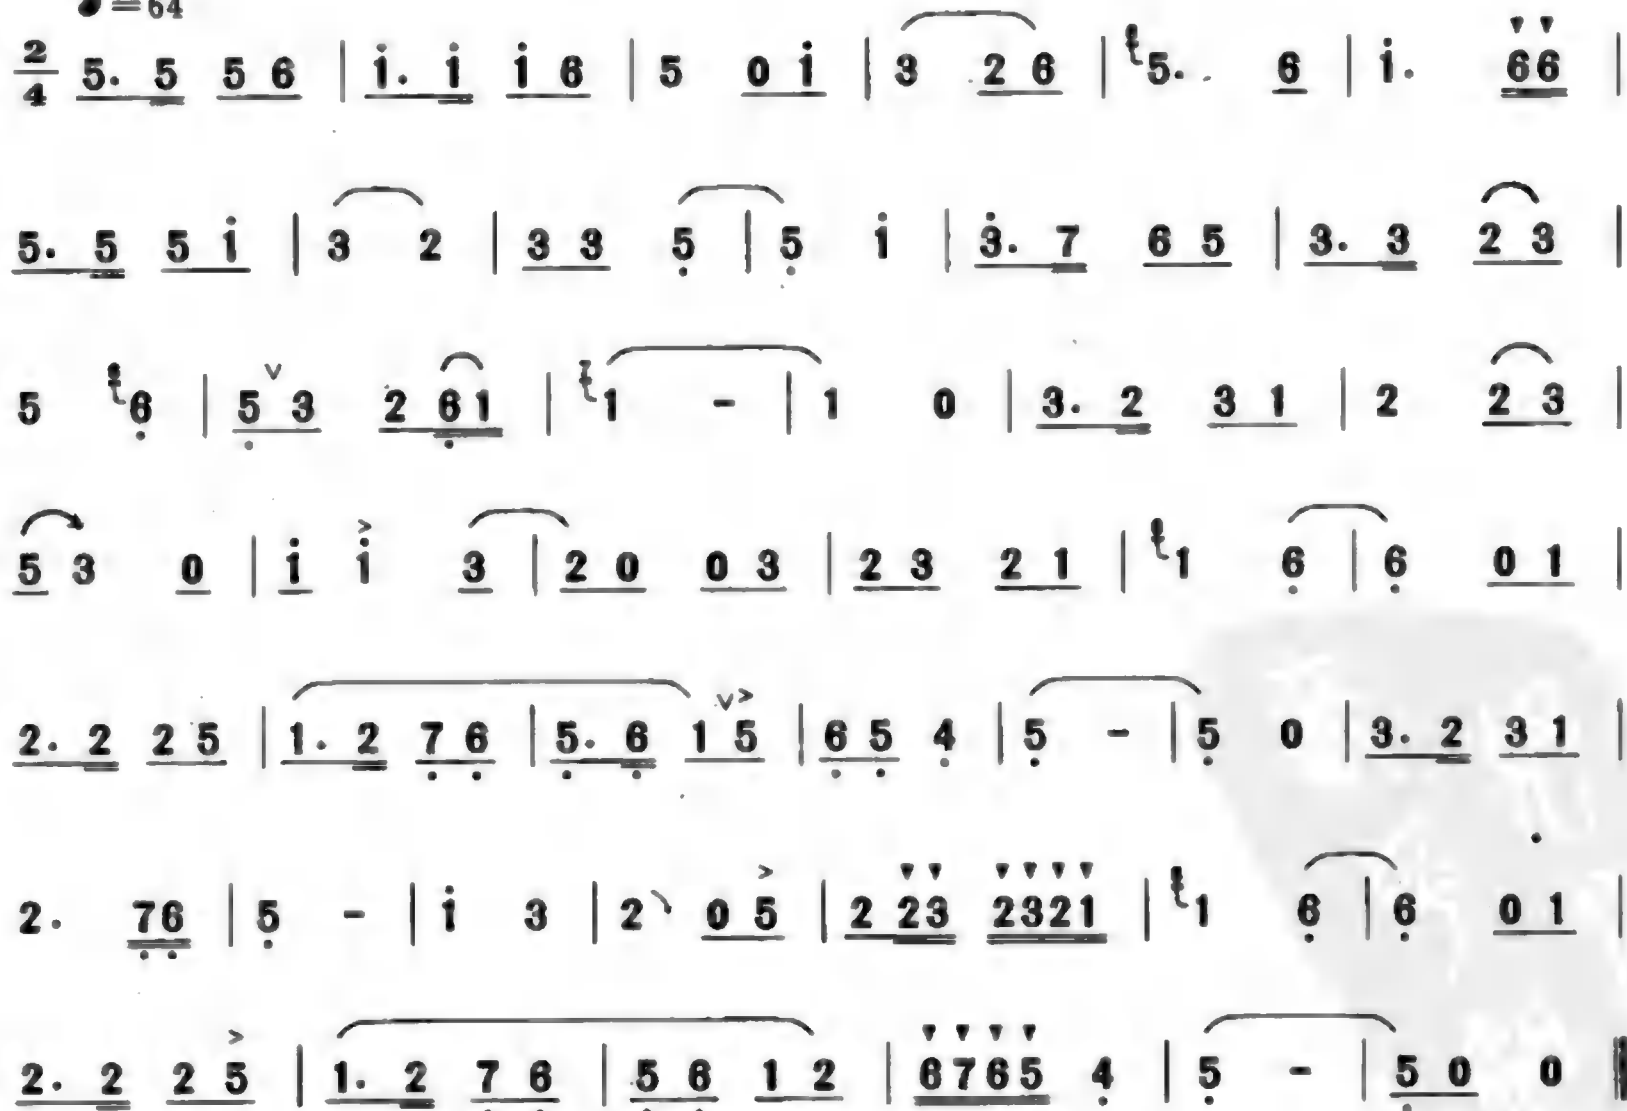 ♩=64
2/4 5. 5 5 6 | i. i i 6 | 5 0 i | 3 2 6 | 5. 6 | i. 66 |
5. 5 5 i | 3 2 | 3 3 5 | 5 i | 3. 7 6 5 | 3. 3 2 3 |
5 6 | 5 3 2 61 | 1 - | 1 0 | 3. 2 3 1 | 2 2 3 |
5 3 0 | i i 3 | 2 0 0 3 | 2 3 2 1 | 1 6 | 6 0 1 |
2. 2 2 5 | 1. 2 7 6 | 5. 6 1 5 | 6 5 4 | 5 - | 5 0 | 3. 2 3 1 |
2. 76 | 5 - | i 3 | 2 0 5 | 2 23 2321 | 1 6 | 6 0 1 |
2. 2 2 5 | 1. 2 7 6 | 5 6 1 2 | 6765 4 | 5 - | 5 0 0 ‖